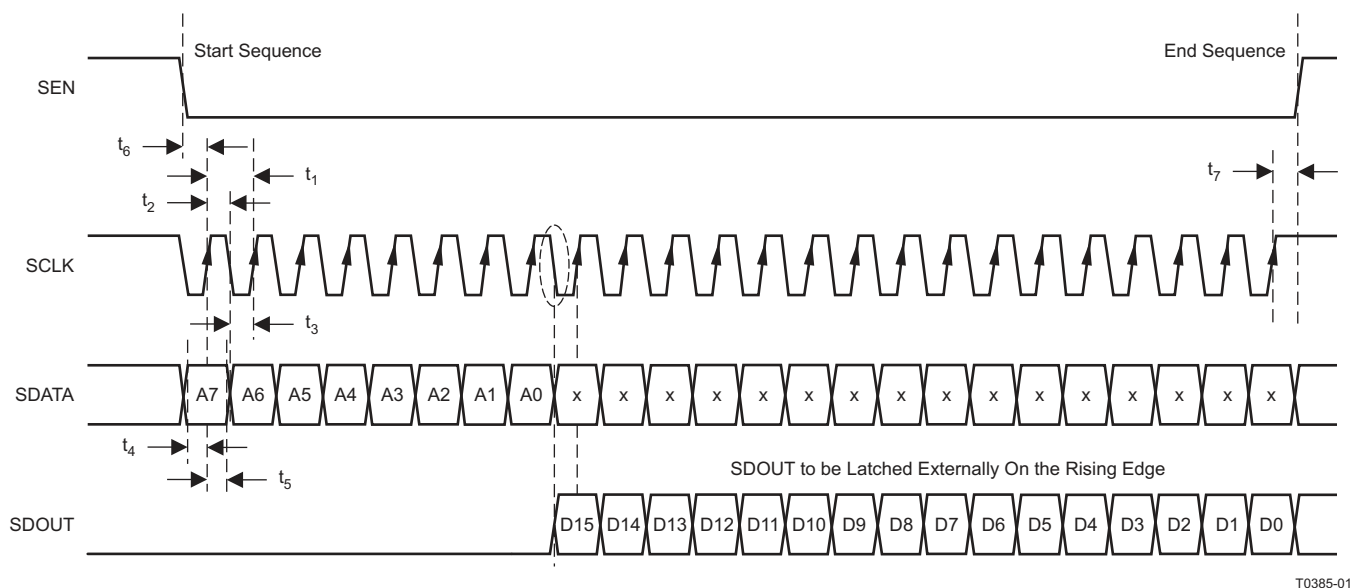 Start Sequence
End Sequence
SEN
t6
t1
t7
t2
SCLK
t3
SDATA A7 A6 A5 A4 A3 A2 A1 A0 x x x x x x x x x x x x x x x x
t4
t5
SDOUT to be Latched Externally On the Rising Edge
SDOUT D15 D14 D13 D12 D11 D10 D9 D8 D7 D6 D5 D4 D3 D2 D1 D0
T0385-01